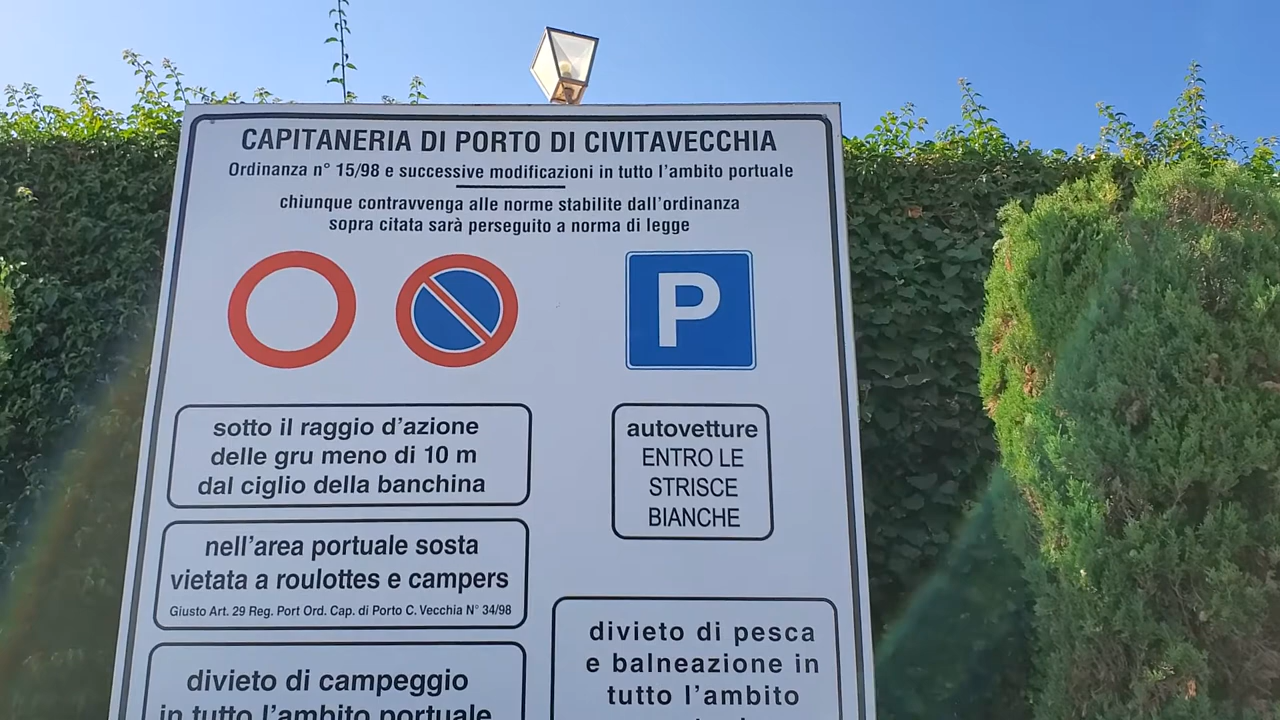 CAPITANERIA DI PORTO DI CIVITAVECCHIA
Ordinanza n° 15/98 e successive modificazioni in tutto l'ambito portuale
chiunque contravvenga alle norme stabilite dall'ordinanza
sopra citata sarà perseguito a norma di legge
P
sotto il raggio d'azione
delle gru meno di 10 m
dal ciglio della banchina
autovetture
ENTRO LE
STRISCE
BIANCHE
nell'area portuale sosta
vietata a roulottes e campers
Giusto Art. 29 Reg. Port Ord. Cap. di Porto C. Vecchia N° 34/98
divieto di campeggio
in tutto l'ambito portuale
divieto di pesca
e balneazione in
tutto l'ambito